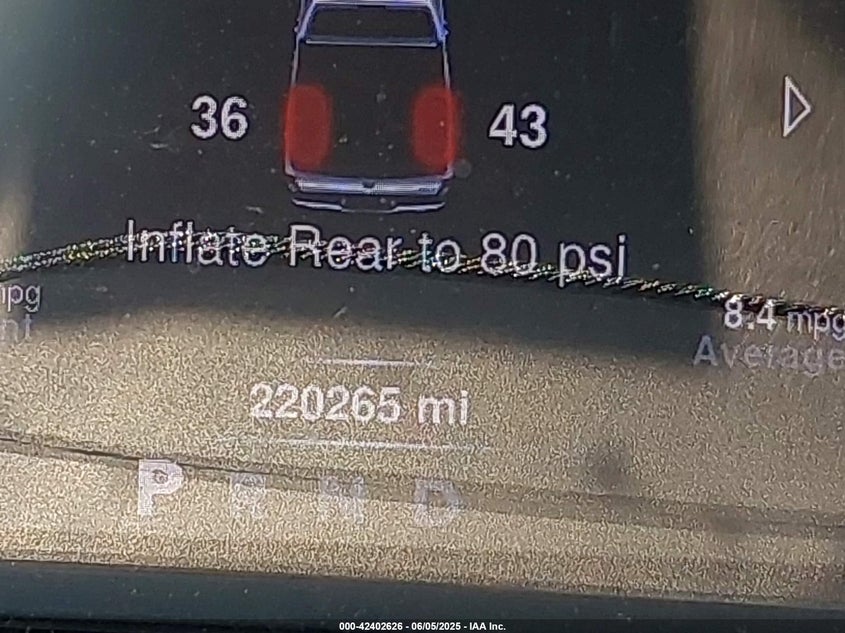 36 43
Inflate Rear to 80 psi
mpg 8.4 mpg
Average
220265 mi
P R N D
000-42402626 - 06/05/2025 - IAA Inc.